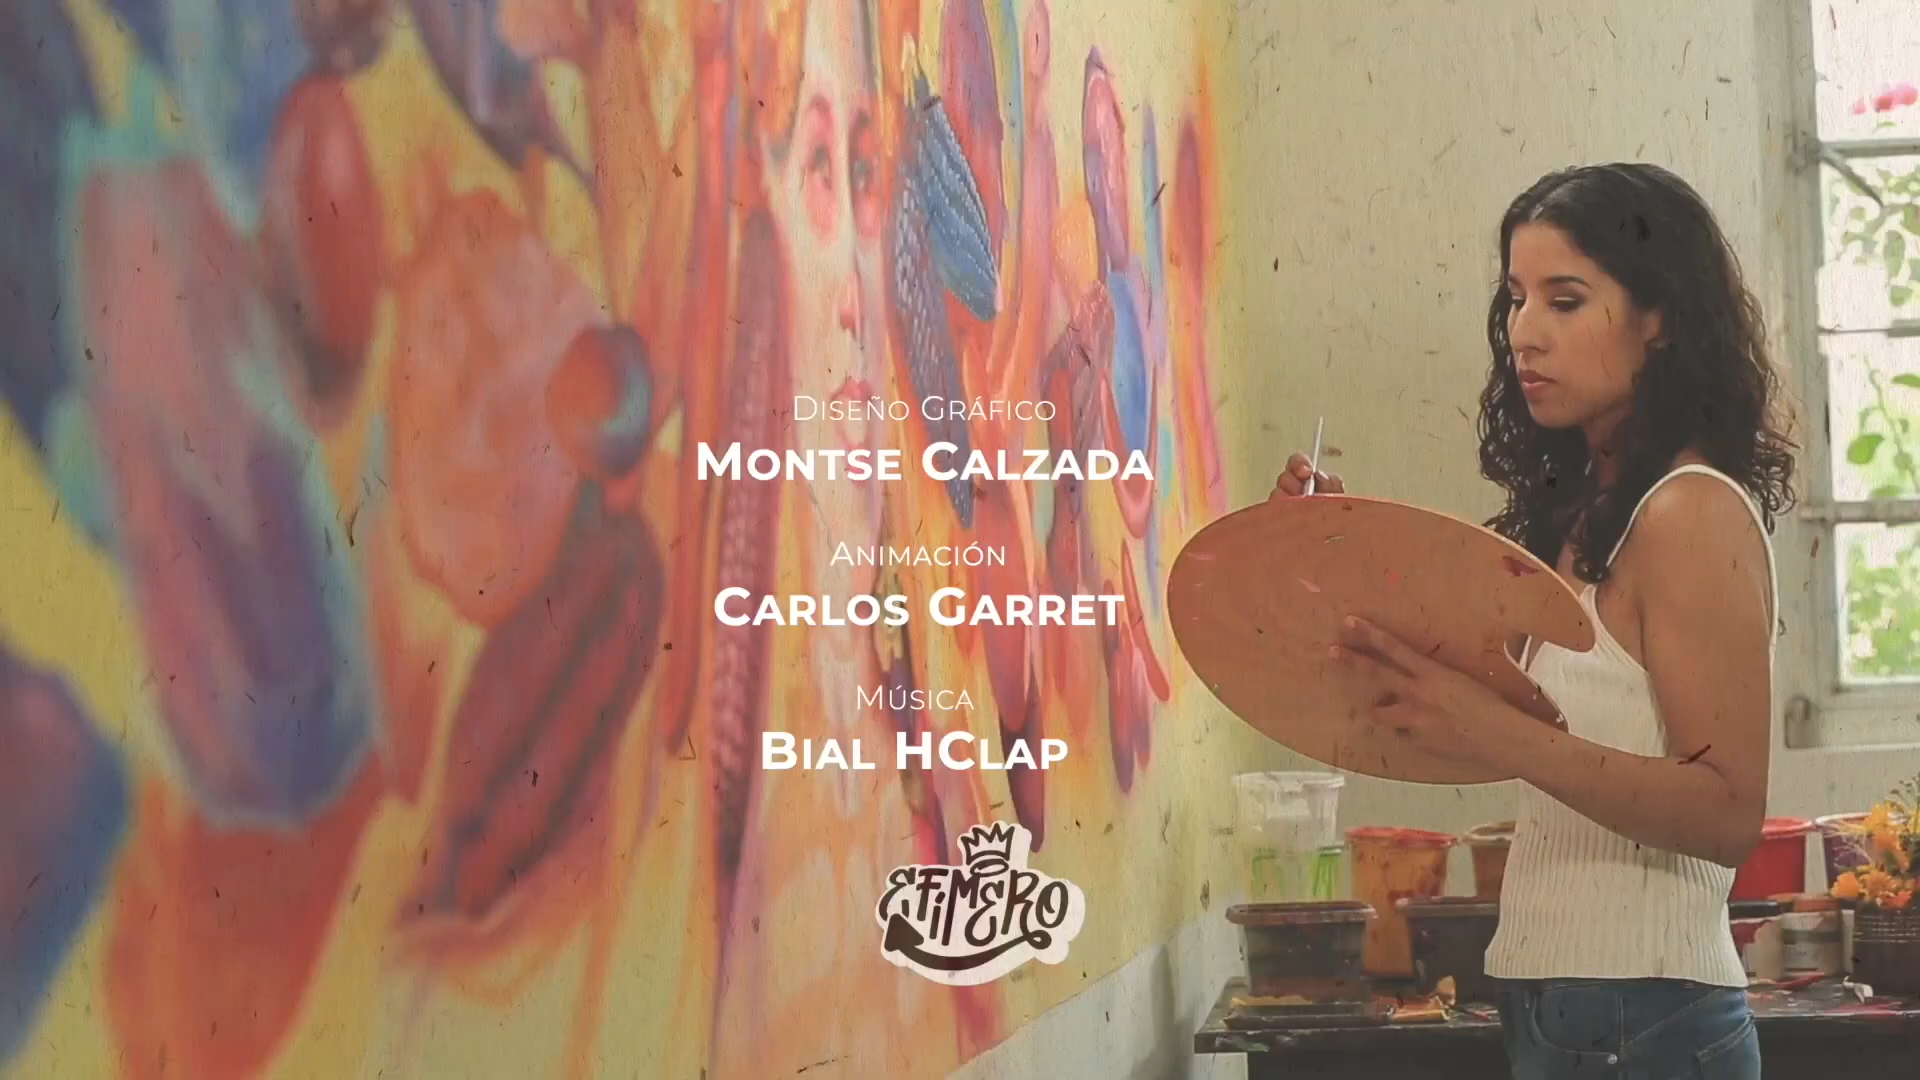 Diseño Gráfico
Montse Calzada
Animación
Carlos Garret
Música
Bial HClap
EFÍMERO